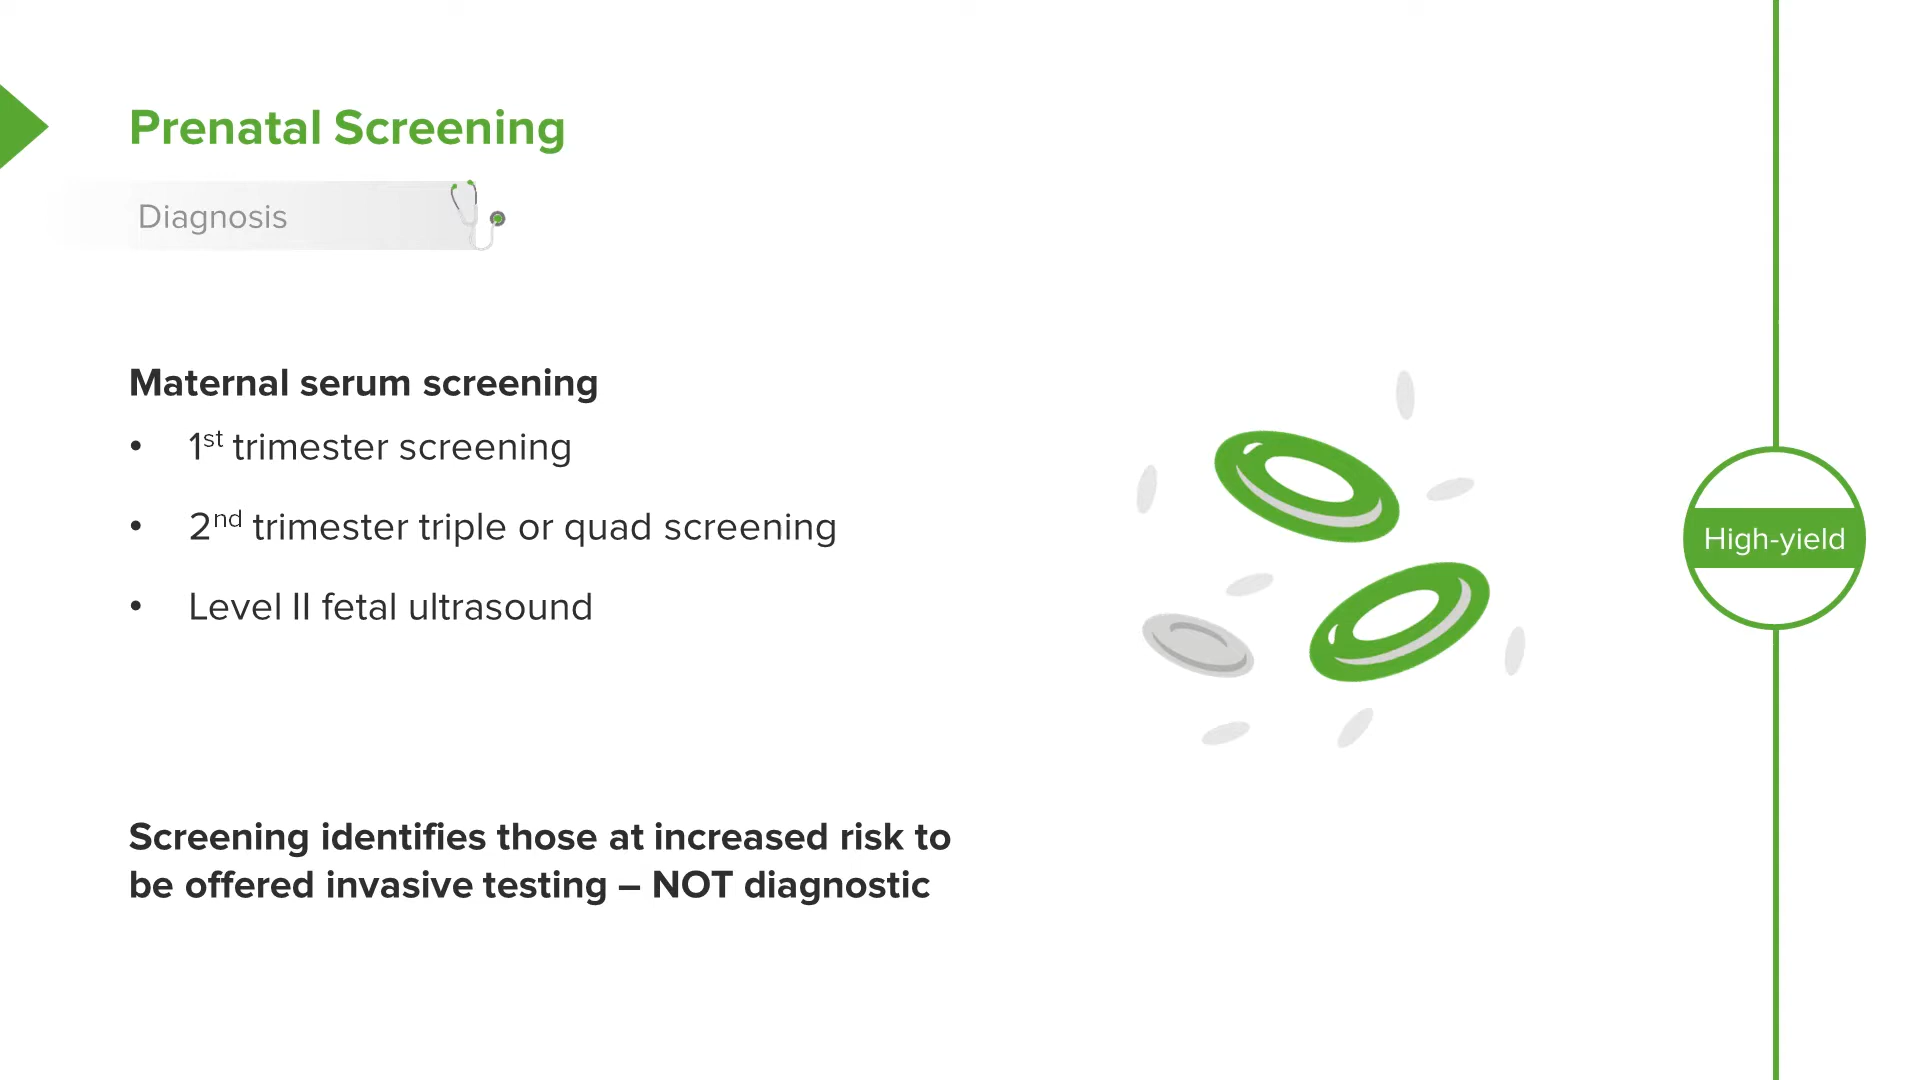 Prenatal Screening
Diagnosis
Maternal serum screening
• 1st trimester screening
• 2nd trimester triple or quad screening
• Level II fetal ultrasound
High-yield
Screening identifies those at increased risk to
be offered invasive testing – NOT diagnostic